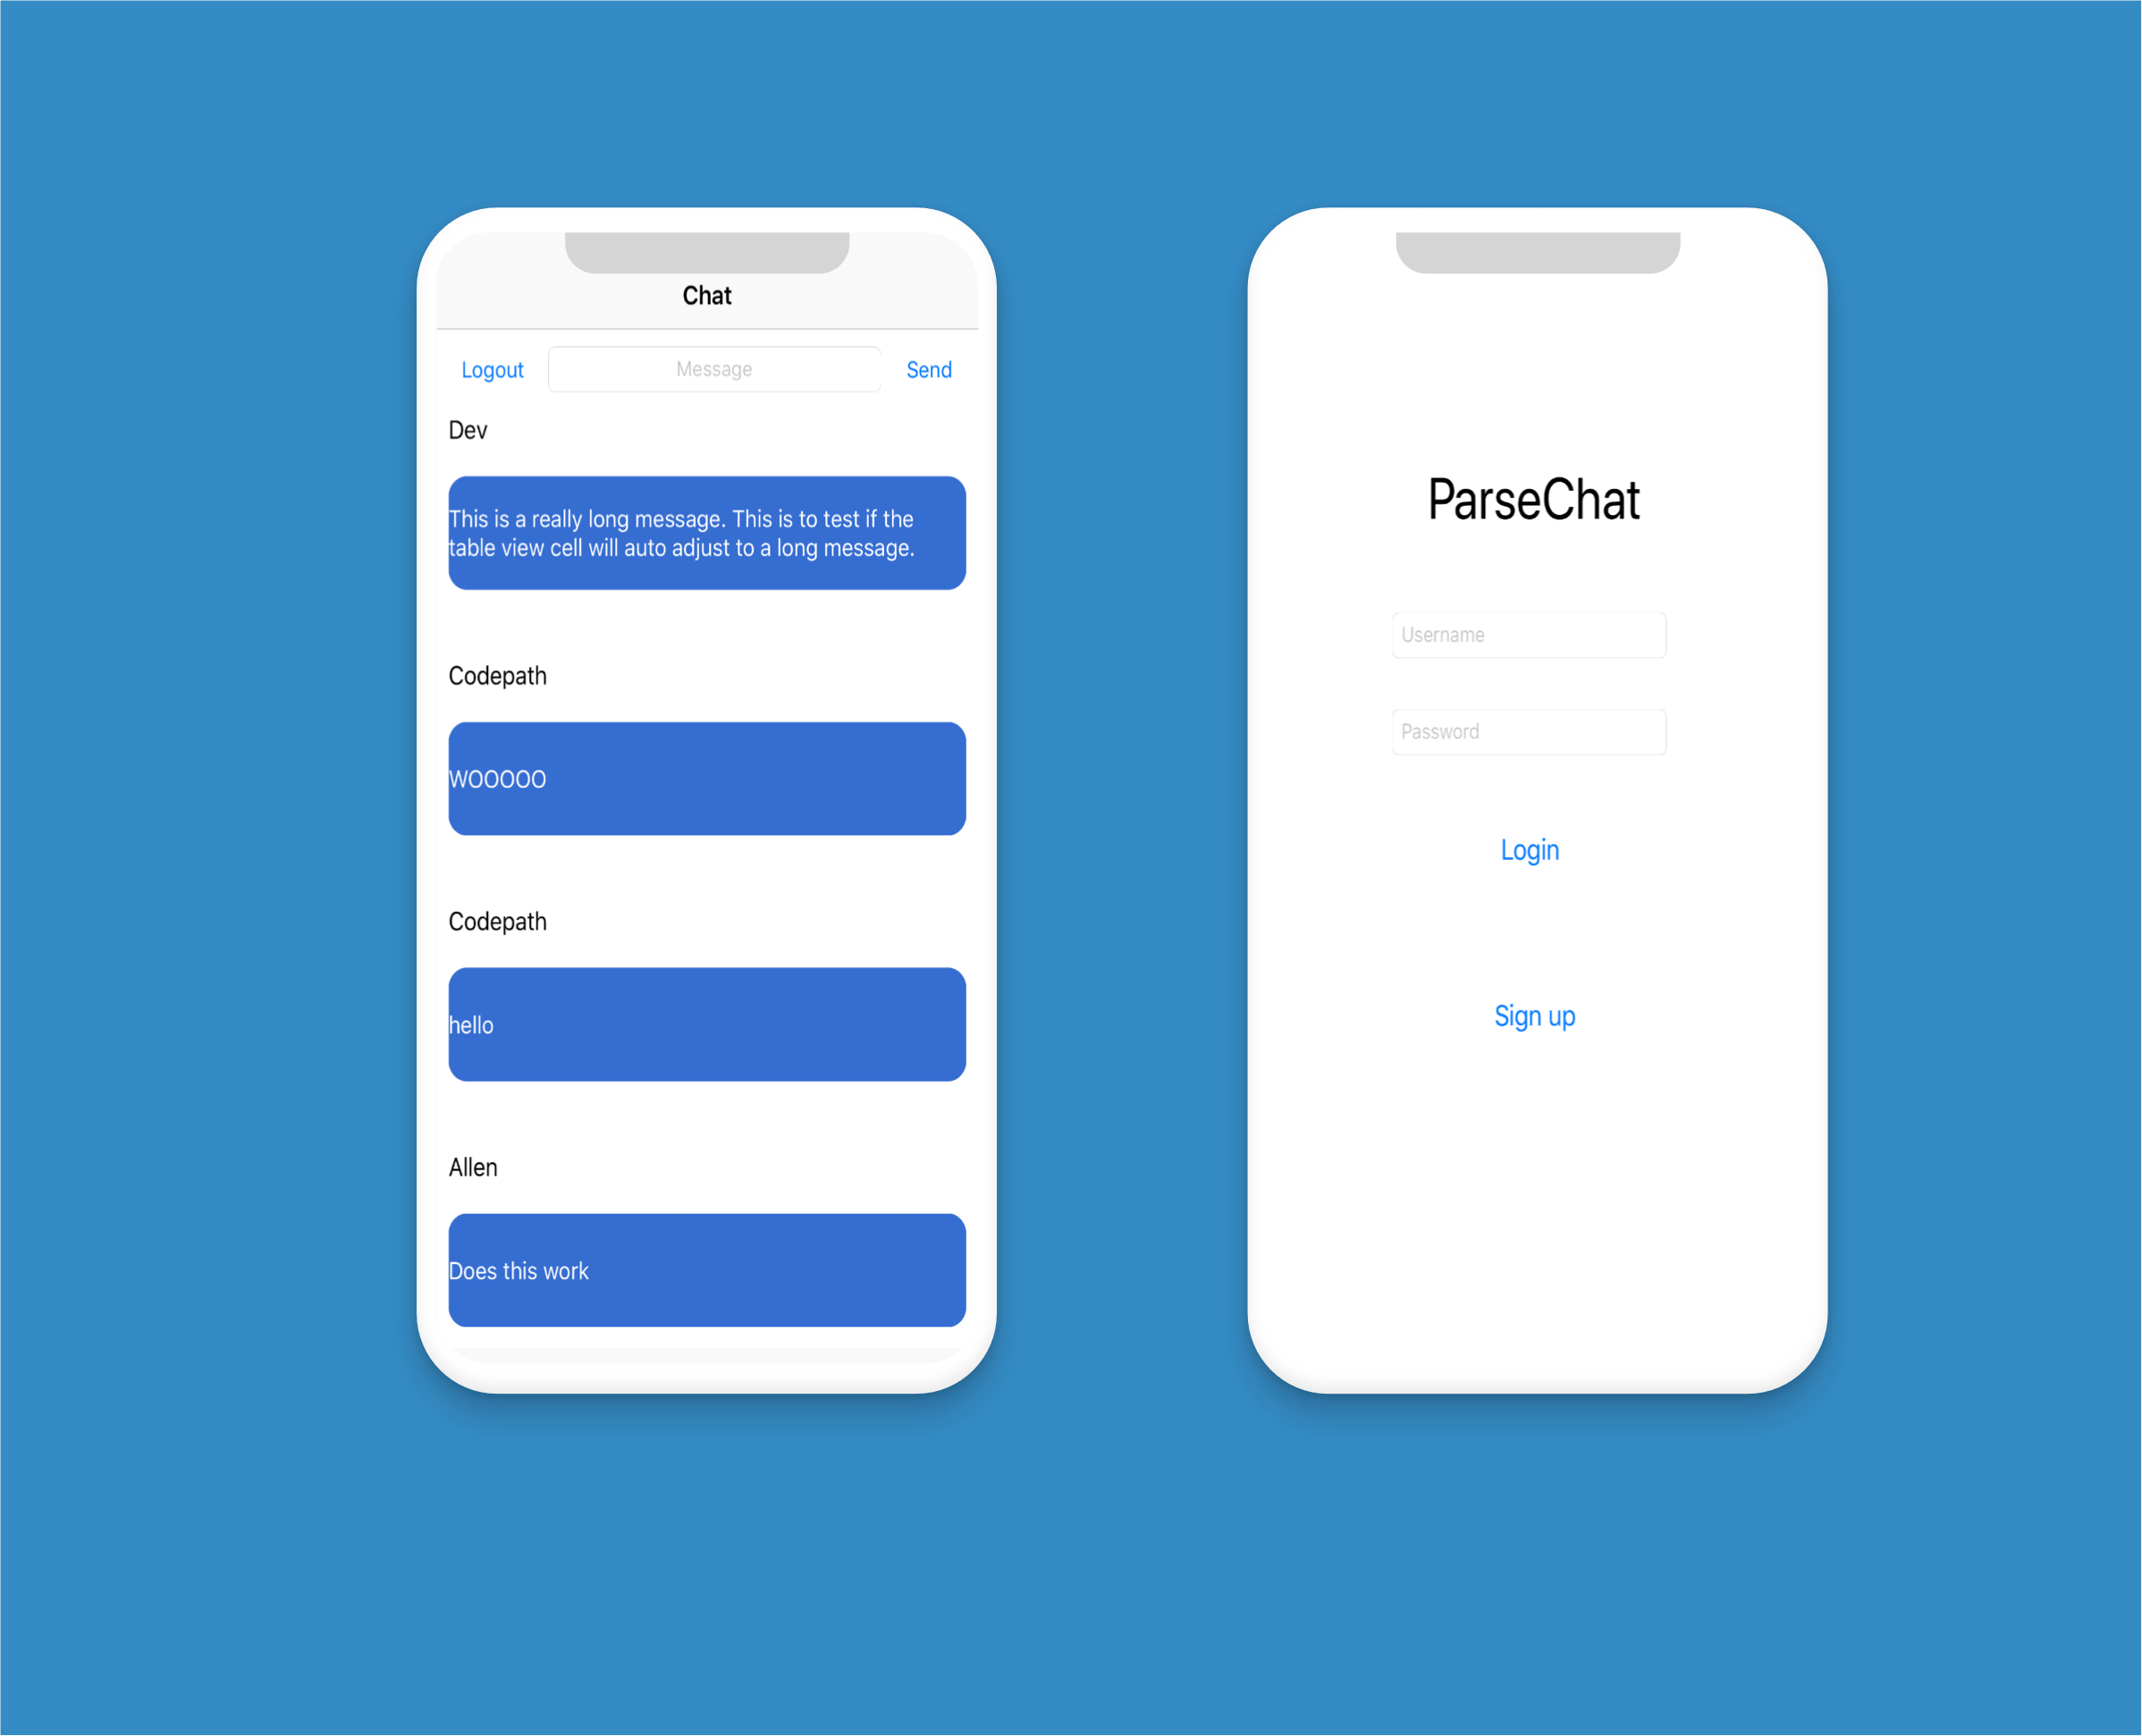 Chat
Logout Message Send
Dev
This is a really long message. This is to test if the
table view cell will auto adjust to a long message.
Codepath
WOOOOO
Codepath
hello
Allen
Does this work
ParseChat
Username
Password
Login
Sign up